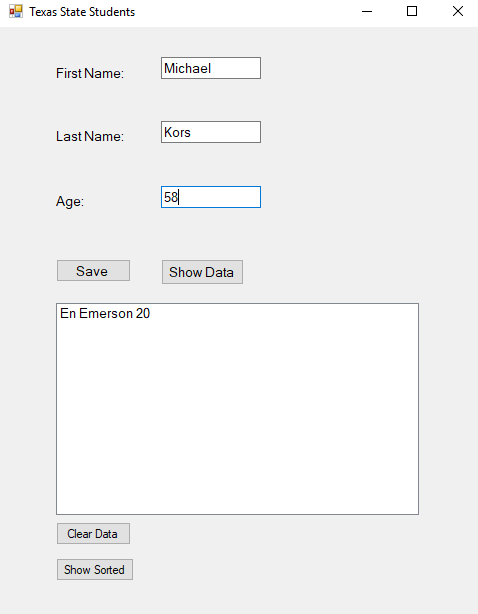 Texas State Students
First Name: Michael
Last Name: Kors
Age: 58
Save Show Data
En Emerson 20
Clear Data
Show Sorted